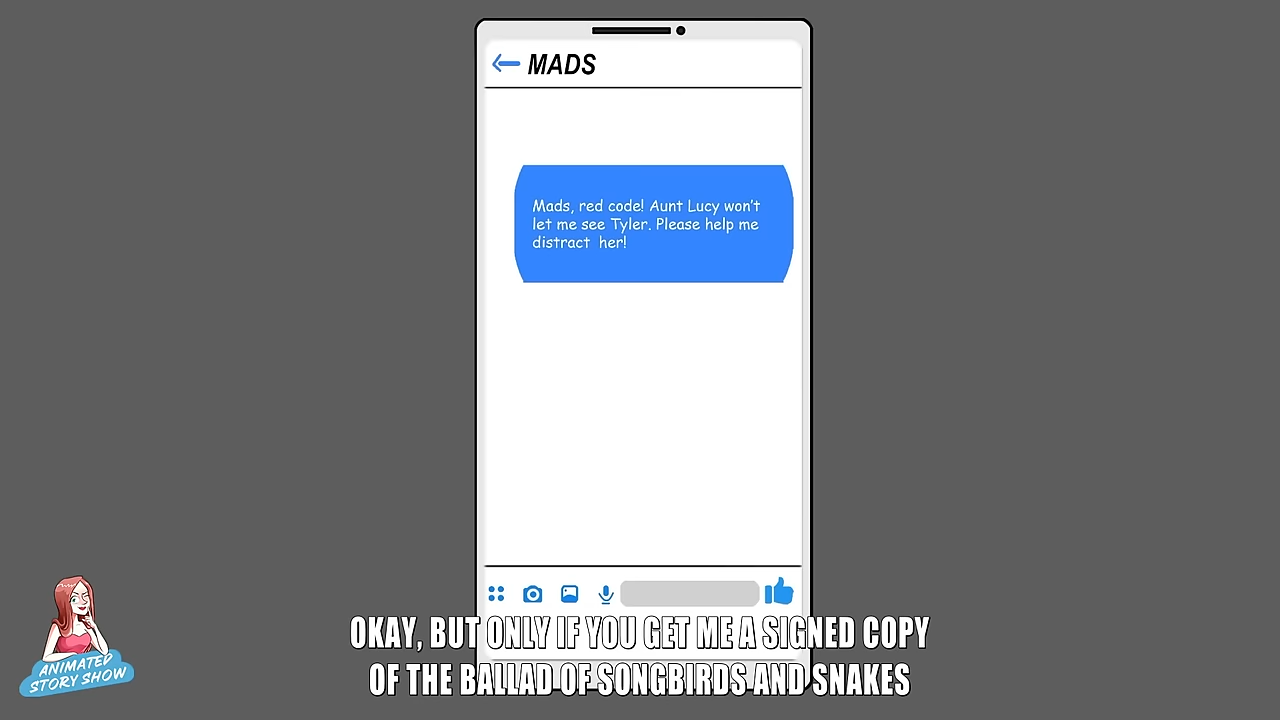 MADS
Mads, red code! Aunt Lucy won't
let me see Tyler. Please help me
distract  her!
OKAY, BUT ONLY IF YOU GET ME A SIGNED COPY
OF THE BALLAD OF SONGBIRDS AND SNAKES
ANIMATED
STORY SHOW